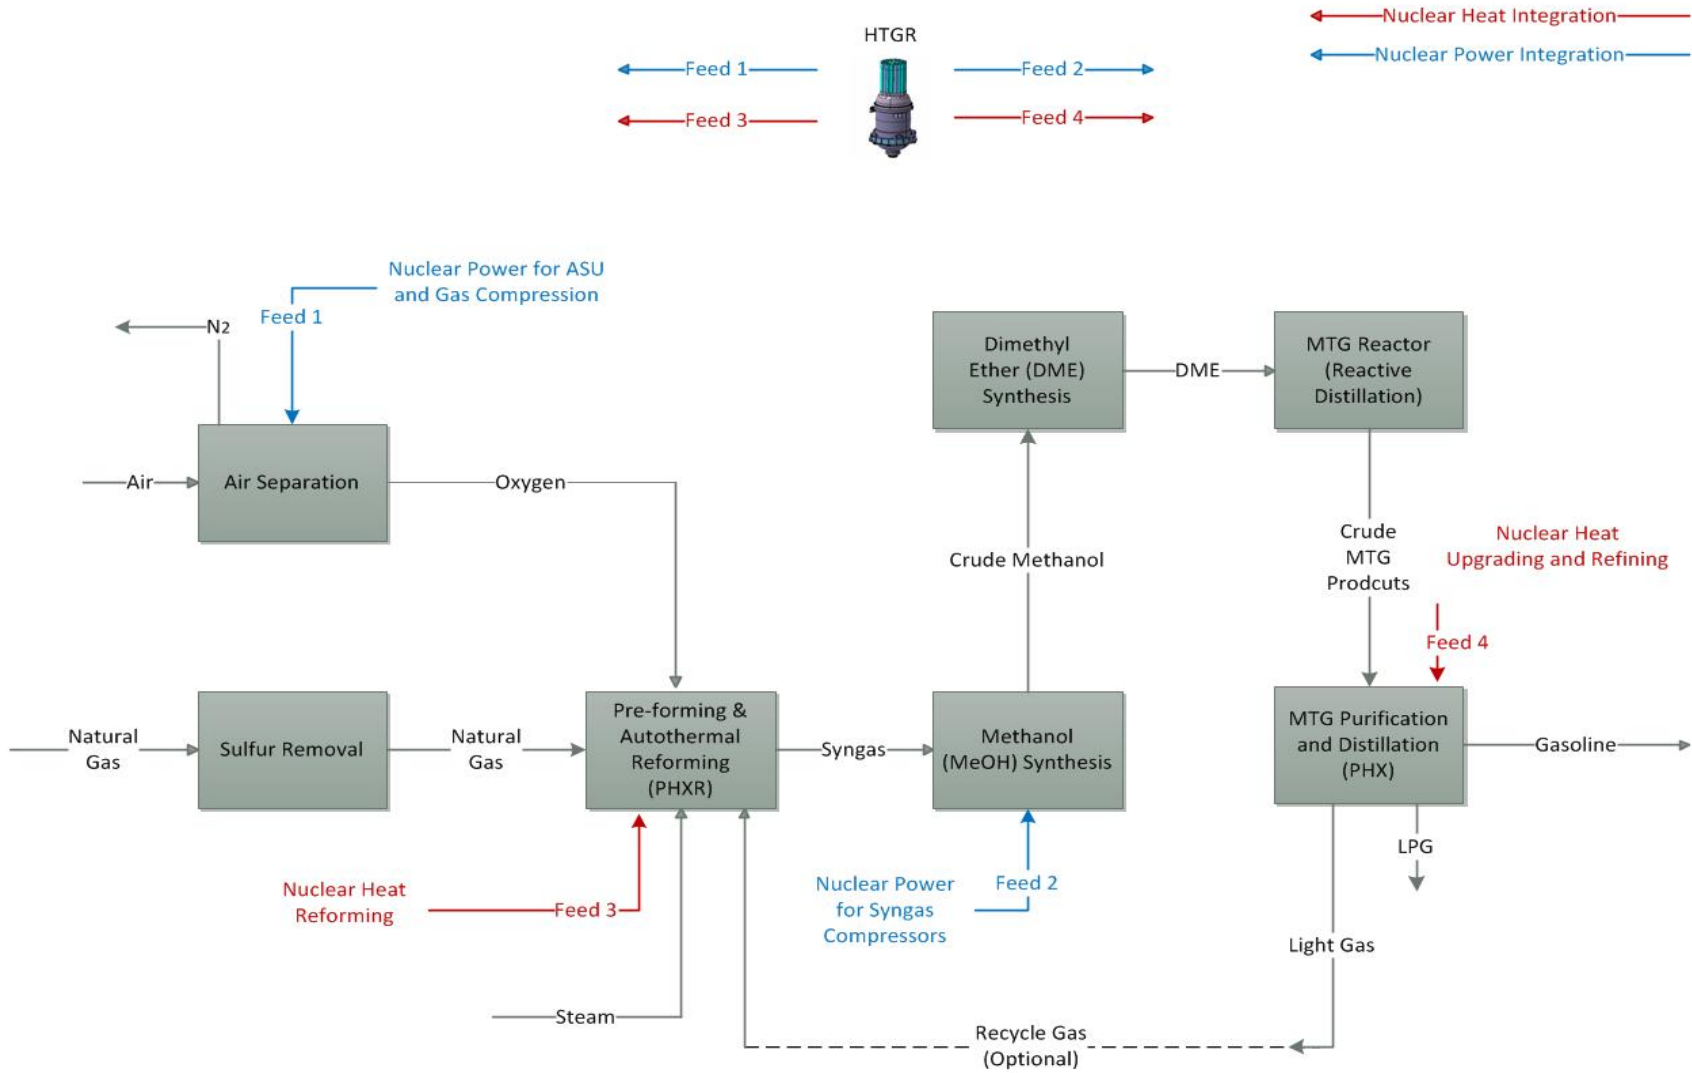 HTGR
Nuclear Heat Integration
Nuclear Power Integration
Feed 1
Feed 2
Feed 3
Feed 4
Nuclear Power for ASU
and Gas Compression
Feed 1
N2
Air
Air Separation
Oxygen
Dimethyl
Ether (DME)
Synthesis
DME
MTG Reactor
(Reactive
Distillation)
Crude Methanol
Crude
MTG
Prodcuts
Nuclear Heat
Upgrading and Refining
Feed 4
Natural
Gas
Sulfur Removal
Natural
Gas
Pre-forming &
Autothermal
Reforming
(PHXR)
Syngas
Methanol
(MeOH) Synthesis
MTG Purification
and Distillation
(PHX)
Gasoline
LPG
Nuclear Heat
Reforming
Feed 3
Nuclear Power
for Syngas
Compressors
Feed 2
Light Gas
Steam
Recycle Gas
(Optional)